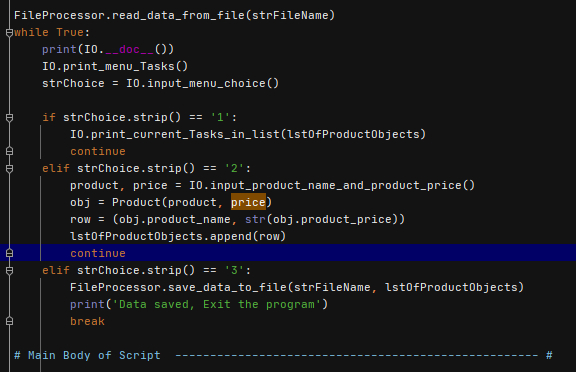 FileProcessor.read_data_from_file(strFileName)
while True:
    print(IO.__doc__())
    IO.print_menu_Tasks()
    strChoice = IO.input_menu_choice()
    if strChoice.strip() == '1':
        IO.print_current_Tasks_in_list(lstOfProductObjects)
        continue
    elif strChoice.strip() == '2':
        product, price = IO.input_product_name_and_product_price()
        obj = Product(product, price)
        row = (obj.product_name, str(obj.product_price))
        lstOfProductObjects.append(row)
        continue
    elif strChoice.strip() == '3':
        FileProcessor.save_data_to_file(strFileName, lstOfProductObjects)
        print('Data saved, Exit the program')
        break
# Main Body of Script  ---------------------------------------------------- #